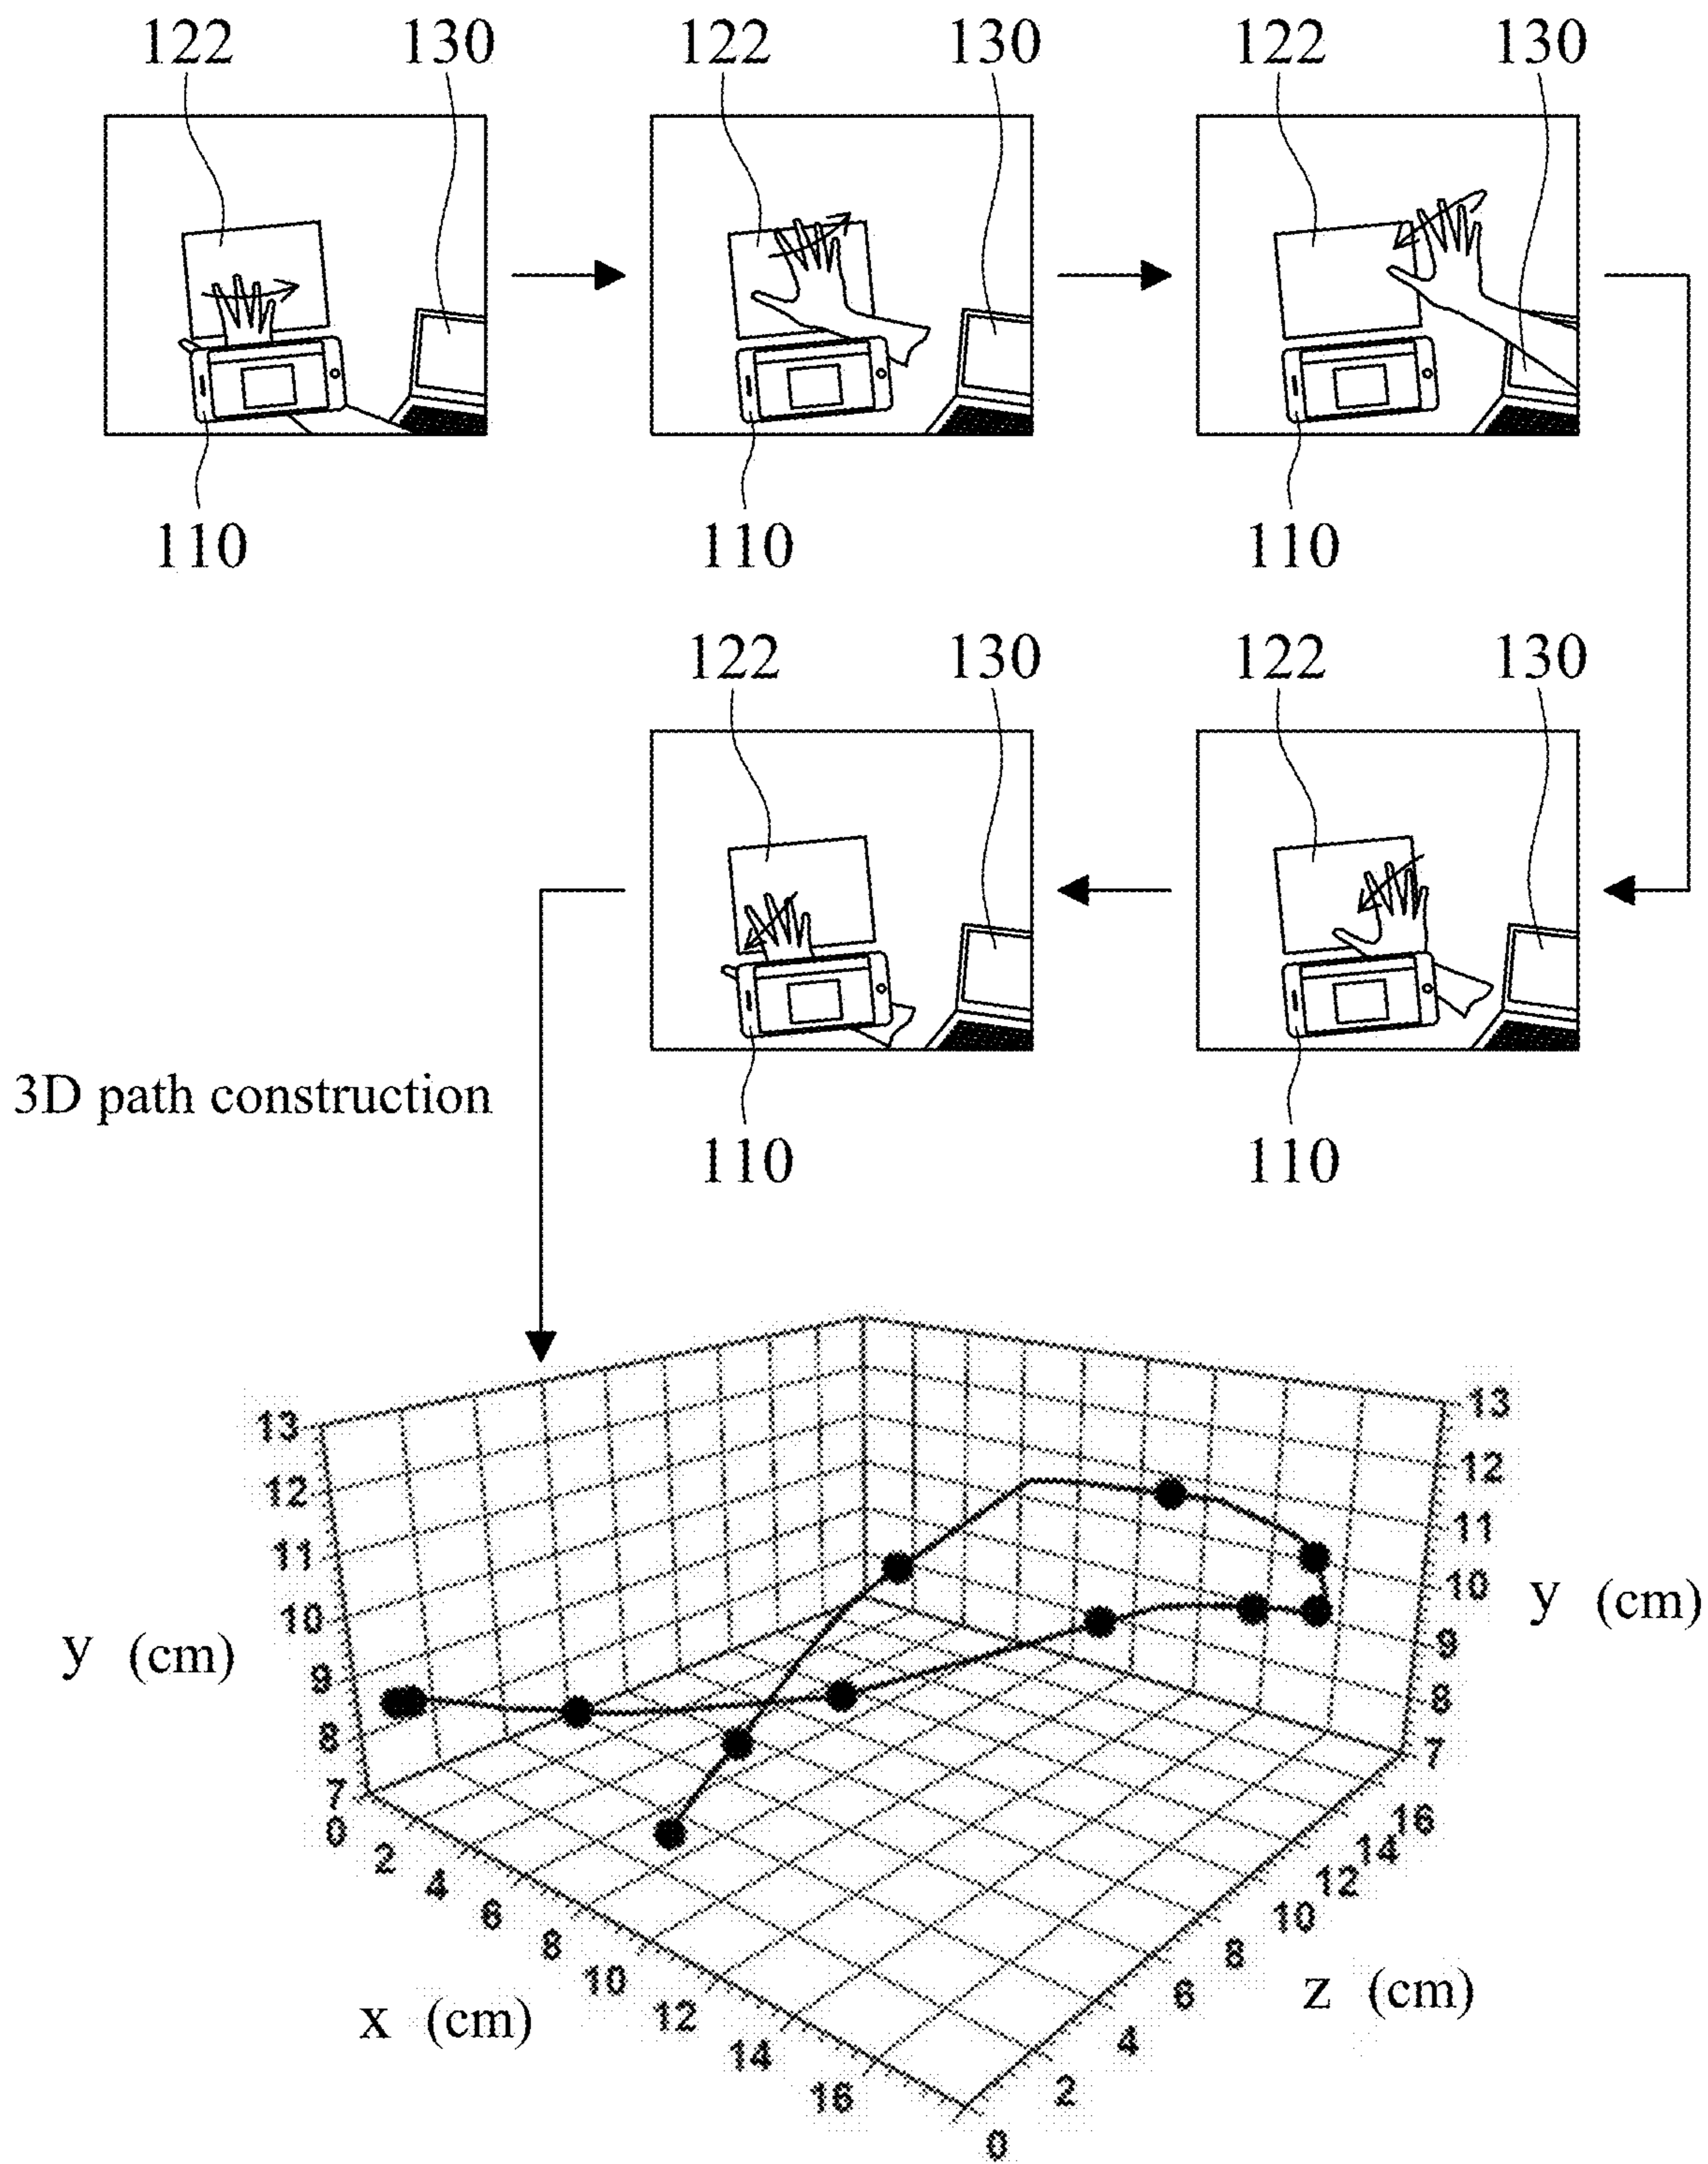 122 130 122 130 122 130
110 110 110
122 130 122 130
3D path construction
110 110
13 13
12 12
11 11
10 10
y (cm)
9 9
y (cm)
8 8
7 7
0 2 4 6 8 10 12 14 16
x (cm)
0 2 4 6 8 10 12 14 16
z (cm)